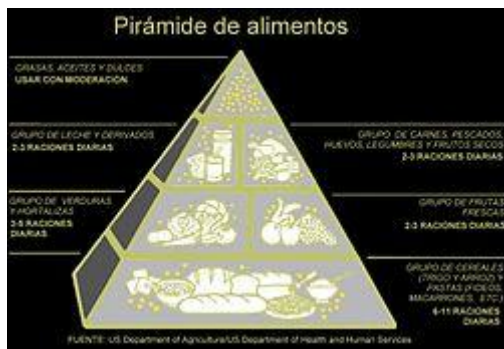 Pirámide de alimentos
GRASAS, ACEITES Y DULCES
USAR CON MODERACIÓN
GRUPO DE LECHE Y DERIVADOS
2-3 RACIONES DIARIAS
GRUPO DE CARNES, PESCADOS,
HUEVOS, LEGUMBRES Y FRUTOS SECOS
2-3 RACIONES DIARIAS
GRUPO DE VERDURAS
Y HORTALIZAS
3-5 RACIONES
DIARIAS
GRUPO DE FRUTAS
FRESCAS
2-3 RACIONES DIARIAS
GRUPO DE CEREALES
(TRIGO Y ARROZ) Y
PASTAS (FIDEOS,
MACARRONES, ETC.)
6-11 RACIONES
DIARIAS
FUENTE: US Department of Agriculture/US Department of Health and Human Services